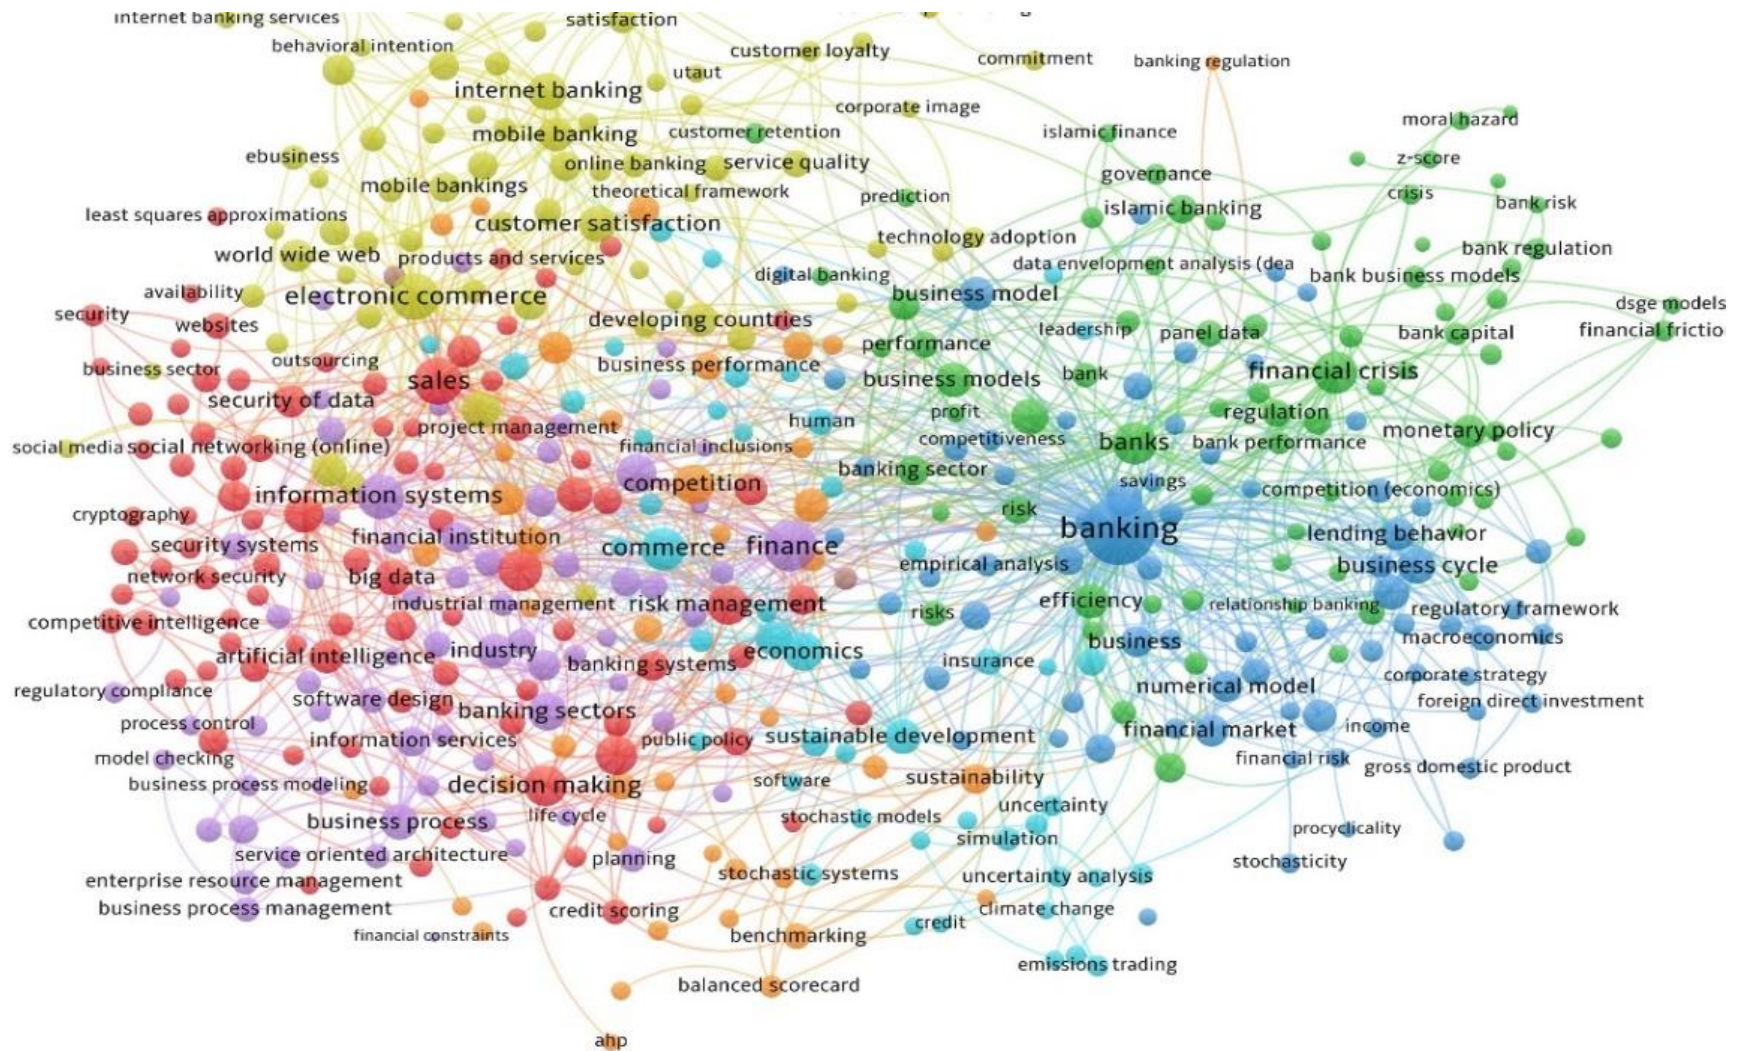 internet banking services
satisfaction
behavioral intention
customer loyalty
commitment
banking regulation
utaut
internet banking
corporate image
moral hazard
mobile banking
customer retention
islamic finance
ebusiness
online banking
service quality
z-score
mobile bankings
theoretical framework
governance
prediction
crisis
bank risk
least squares approximations
customer satisfaction
islamic banking
technology adoption
world wide web
products and services
bank regulation
data envelopment analysis (dea
digital banking
bank business models
availability
electronic commerce
business model
dsge models
security
websites
developing countries
leadership
panel data
bank capital
financial frictio
performance
outsourcing
business sector
business performance
sales
business models
bank
financial crisis
security of data
profit
regulation
project management
human
social media
social networking (online)
financial inclusions
competitiveness
banks
bank performance
monetary policy
banking sector
information systems
competition
savings
competition (economics)
cryptography
risk
security systems
financial institution
commerce
finance
banking
lending behavior
network security
big data
empirical analysis
business cycle
industrial management
risk management
risks
efficiency
relationship banking
regulatory framework
competitive intelligence
business
macroeconomics
artificial intelligence
industry
banking systems
economics
insurance
regulatory compliance
software design
numerical model
corporate strategy
process control
banking sectors
foreign direct investment
information services
public policy
sustainable development
financial market
income
model checking
financial risk
gross domestic product
business process modeling
decision making
software
sustainability
business process
life cycle
stochastic models
uncertainty
procyclicality
simulation
service oriented architecture
planning
stochasticity
enterprise resource management
stochastic systems
uncertainty analysis
business process management
credit scoring
climate change
financial constraints
benchmarking
credit
emissions trading
balanced scorecard
ahp